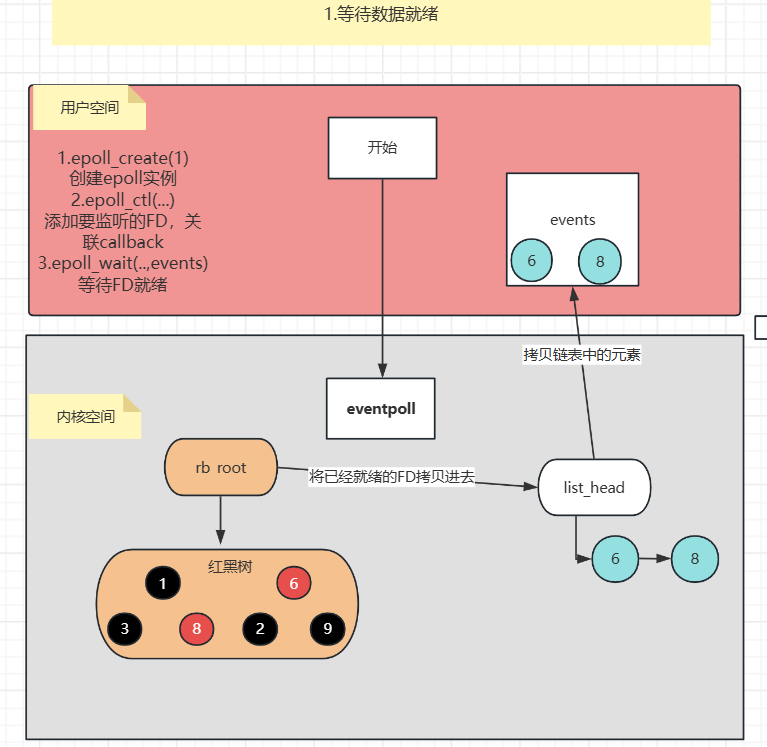 1.等待数据就绪
用户空间
1.epoll_create(1)
创建epoll实例
2.epoll_ctl(...)
添加要监听的FD，关
联callback
3.epoll_wait(..,events)
等待FD就绪
开始
events
6
8
拷贝链表中的元素
内核空间
eventpoll
rb_root
将已经就绪的FD拷贝进去
list_head
6
8
红黑树
1
6
3
8
2
9